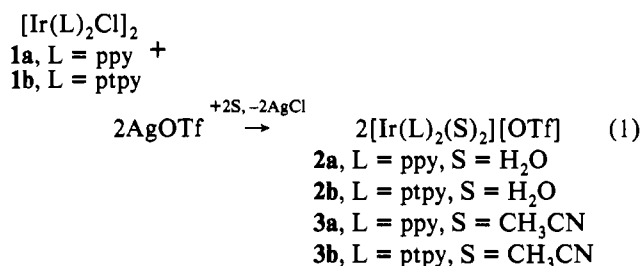 [Ir(L)₂Cl]₂
1a, L = ppy +
1b, L = ptpy
2AgOTf +2S, −2AgCl → 2[Ir(L)₂(S)₂][OTf] (1)
2a, L = ppy, S = H₂O
2b, L = ptpy, S = H₂O
3a, L = ppy, S = CH₃CN
3b, L = ptpy, S = CH₃CN